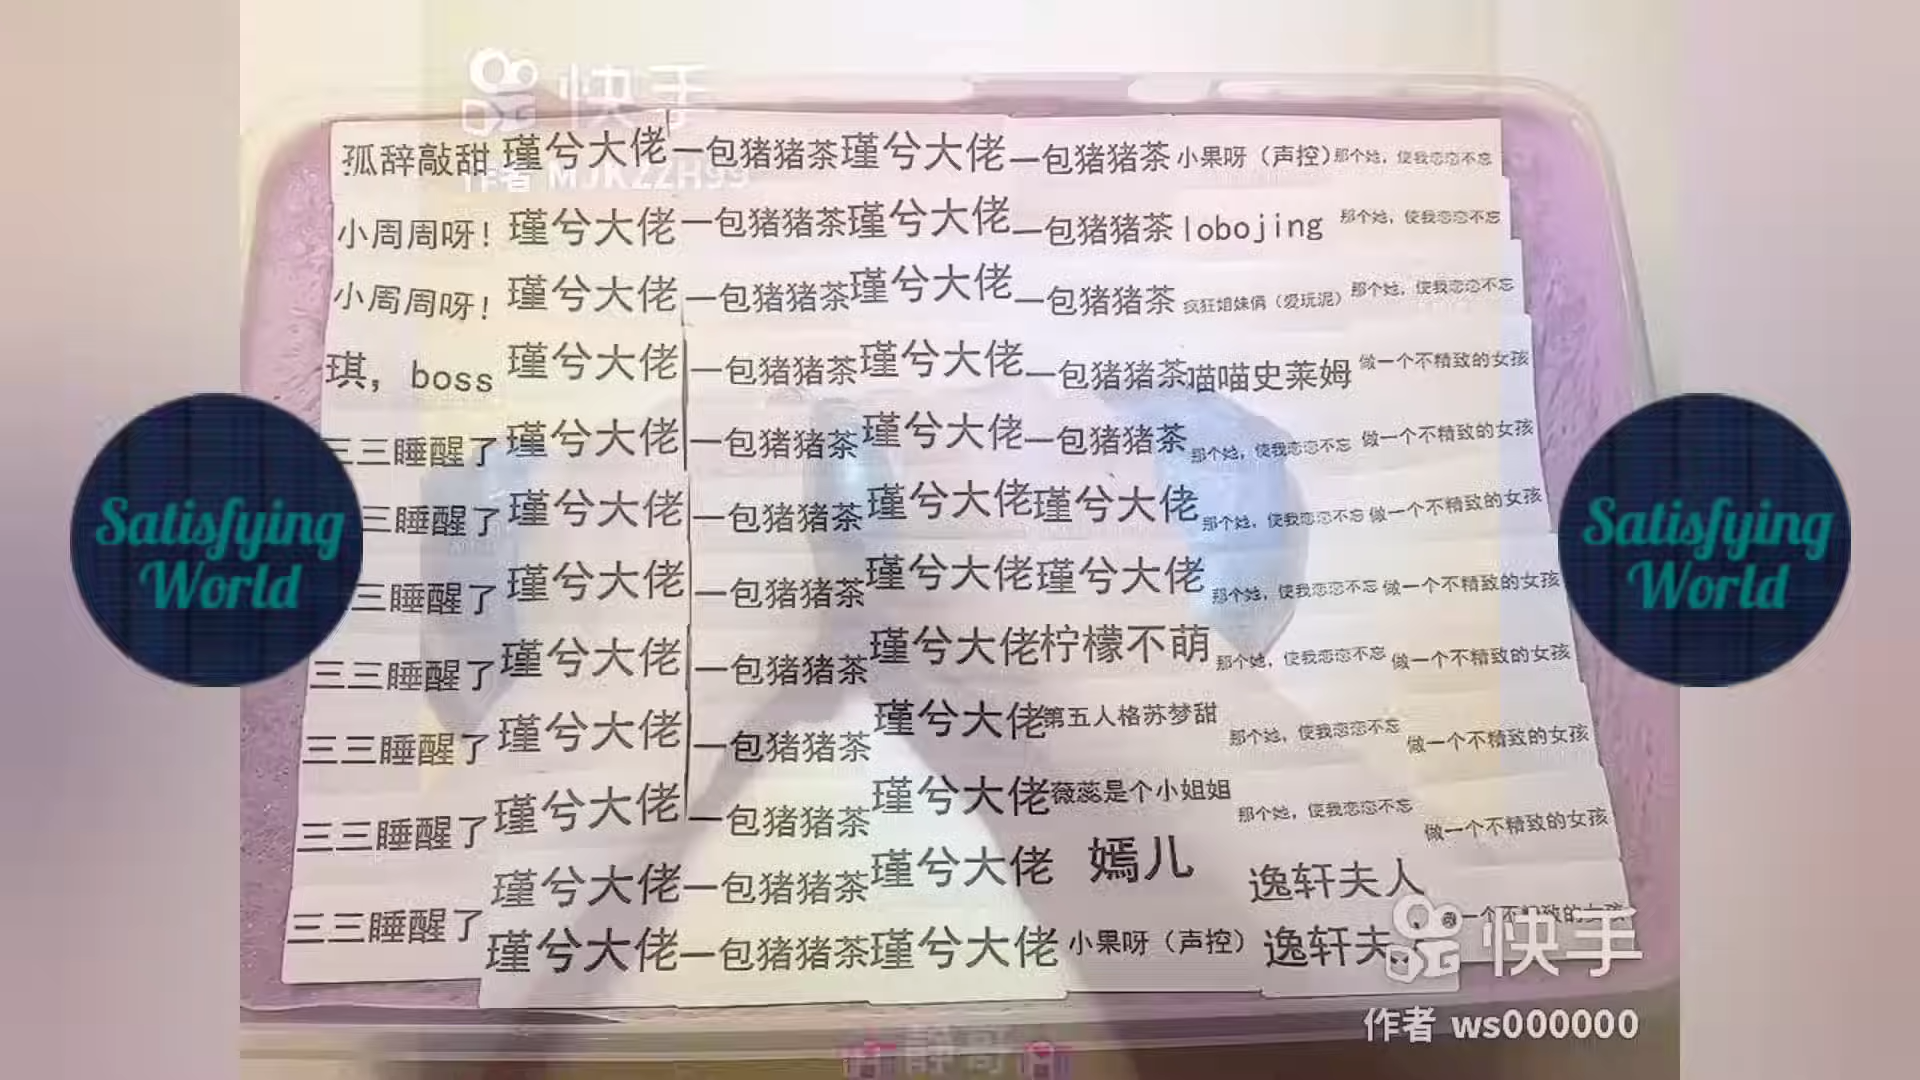 快手
作者 MJKZZH99
孤辞敲甜 瑾兮大佬 一包猪猪茶 瑾兮大佬 一包猪猪茶 小果呀（声控） 那个她，使我恋恋不忘
小周周呀！ 瑾兮大佬 一包猪猪茶 瑾兮大佬 一包猪猪茶 lobojing 那个她，使我恋恋不忘
小周周呀！ 瑾兮大佬 一包猪猪茶 瑾兮大佬 一包猪猪茶 疯狂姐妹俩（爱玩泥） 那个她，使我恋恋不忘
琪，boss 瑾兮大佬 一包猪猪茶 瑾兮大佬 一包猪猪茶 喵喵史莱姆 做一个不精致的女孩
三三睡醒了 瑾兮大佬 一包猪猪茶 瑾兮大佬 一包猪猪茶 那个她，使我恋恋不忘 做一个不精致的女孩
三睡醒了 瑾兮大佬 一包猪猪茶 瑾兮大佬 瑾兮大佬 那个她，使我恋恋不忘 做一个不精致的女孩
三睡醒了 瑾兮大佬 一包猪猪茶 瑾兮大佬 瑾兮大佬 那个她，使我恋恋不忘 做一个不精致的女孩
三三睡醒了 瑾兮大佬 一包猪猪茶 瑾兮大佬 柠檬不萌 那个她，使我恋恋不忘 做一个不精致的女孩
三三睡醒了 瑾兮大佬 一包猪猪茶 瑾兮大佬 第五人格苏梦甜 那个她，使我恋恋不忘 做一个不精致的女孩
三三睡醒了 瑾兮大佬 一包猪猪茶 瑾兮大佬 薇蕊是个小姐姐 那个她，使我恋恋不忘 做一个不精致的女孩
三三睡醒了 瑾兮大佬 一包猪猪茶 瑾兮大佬 嫣儿 逸轩夫人 做一个不精致的女孩
瑾兮大佬 一包猪猪茶 瑾兮大佬 小果呀（声控） 逸轩夫
Satisfying
World
Satisfying
World
快手
作者 ws000000
静哥